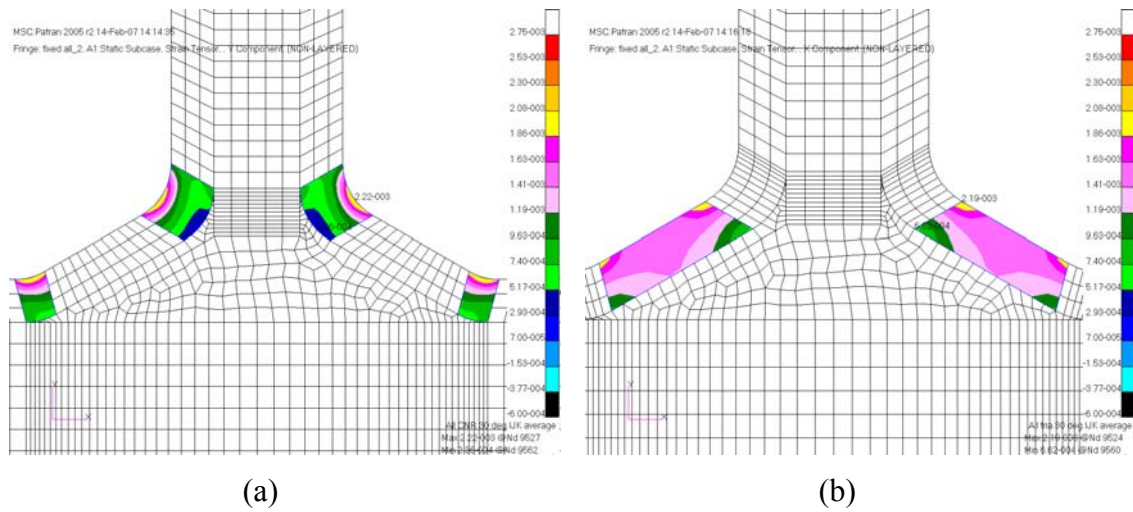 MSC Patran 2005 r2 14-Feb-07 14:14:35
Fringe: fixed all_2, A1:Static Subcase, Strain Tensor, , Y Component, (NON-LAYERED)
2.75-003
2.53-003
2.30-003
2.08-003
1.86-003
1.63-003
1.41-003
1.19-003
9.63-004
7.40-004
5.17-004
2.93-004
7.00-005
-1.53-004
-3.77-004
-6.00-004
2.22-003
Y
X
Max 2.22-003 @Nd 9527
(a)
MSC Patran 2005 r2 14-Feb-07 14:16:18
Fringe: fixed all_2, A1:Static Subcase, Strain Tensor, , X Component, (NON-LAYERED)
2.75-003
2.53-003
2.30-003
2.08-003
1.86-003
1.63-003
1.41-003
1.19-003
9.63-004
7.40-004
5.17-004
2.93-004
7.00-005
-1.53-004
-3.77-004
-6.00-004
2.19-003
Y
X
Max 2.19-003 @Nd 9524
Min 6.62-004 @Nd 9560
(b)